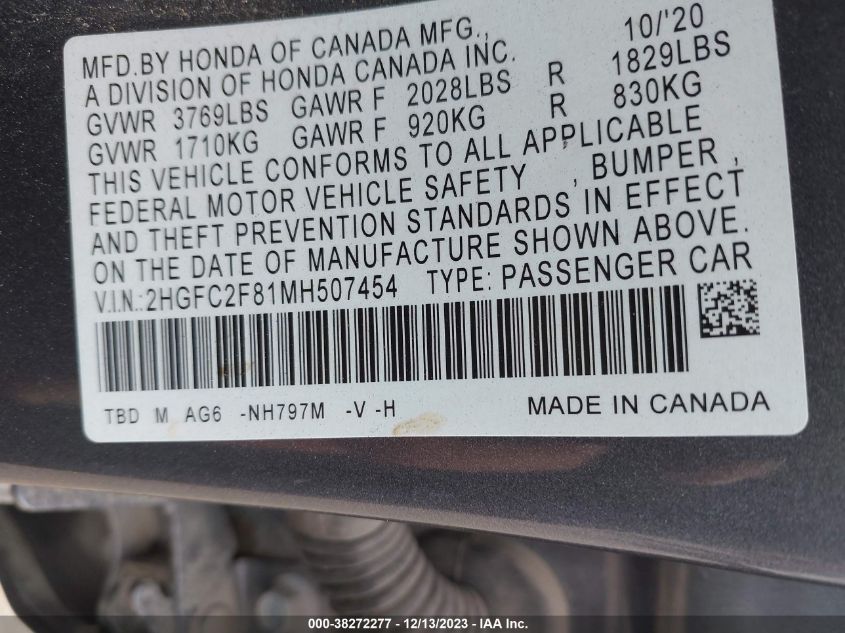 MFD.BY HONDA OF CANADA MFG., 10/'20
A DIVISION OF HONDA CANADA INC.
GVWR 3769LBS GAWR F 2028LBS R 1829LBS
GVWR 1710KG GAWR F 920KG R 830KG
THIS VEHICLE CONFORMS TO ALL APPLICABLE
FEDERAL MOTOR VEHICLE SAFETY , BUMPER ,
AND THEFT PREVENTION STANDARDS IN EFFECT
ON THE DATE OF MANUFACTURE SHOWN ABOVE.
V.I.N.:2HGFC2F81MH507454 TYPE: PASSENGER CAR
TBD M AG6 -NH797M -V -H MADE IN CANADA
000-38272277 - 12/13/2023 - IAA Inc.